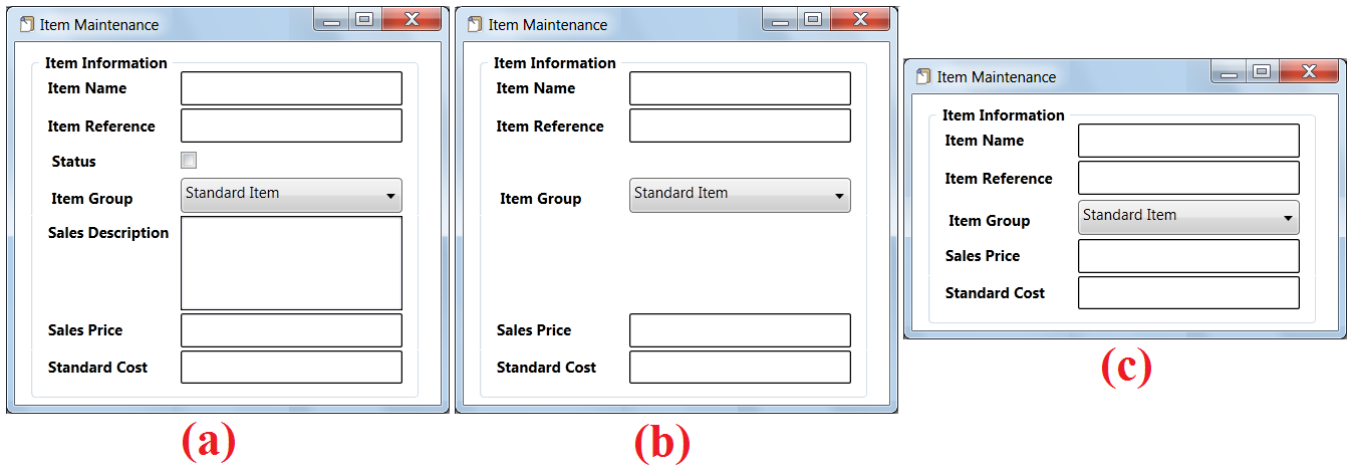 Item Maintenance
Item Information
Item Name
Item Reference
Status
Item Group Standard Item
Sales Description
Sales Price
Standard Cost
(a)
Item Maintenance
Item Information
Item Name
Item Reference
Item Group Standard Item
Sales Price
Standard Cost
(b)
Item Maintenance
Item Information
Item Name
Item Reference
Item Group Standard Item
Sales Price
Standard Cost
(c)